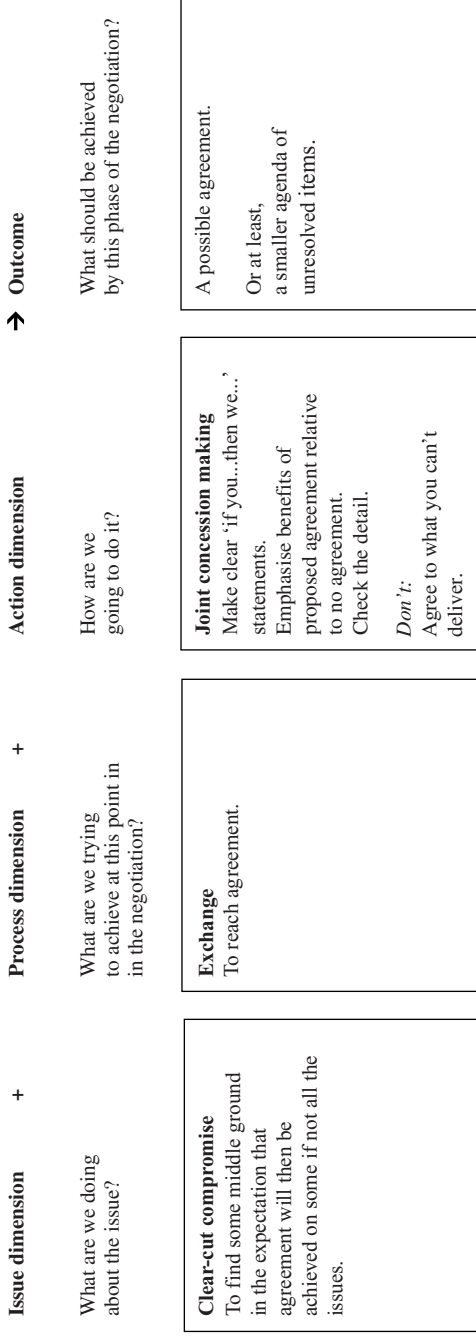 Issue dimension + Process dimension + Action dimension → Outcome
What are we doing
about the issue?
What are we trying
to achieve at this point in
in the negotiation?
How are we
going to do it?
What should be achieved
by this phase of the negotiation?
Clear-cut compromise
To find some middle ground
in the expectation that
agreement will then be
achieved on some if not all the
issues.
Exchange
To reach agreement.
Joint concession making
Make clear ‘if you...then we...’
statements.
Emphasise benefits of
proposed agreement relative
to no agreement.
Check the detail.
Don’t:
Agree to what you can’t
deliver.
A possible agreement.
Or at least,
a smaller agenda of
unresolved items.